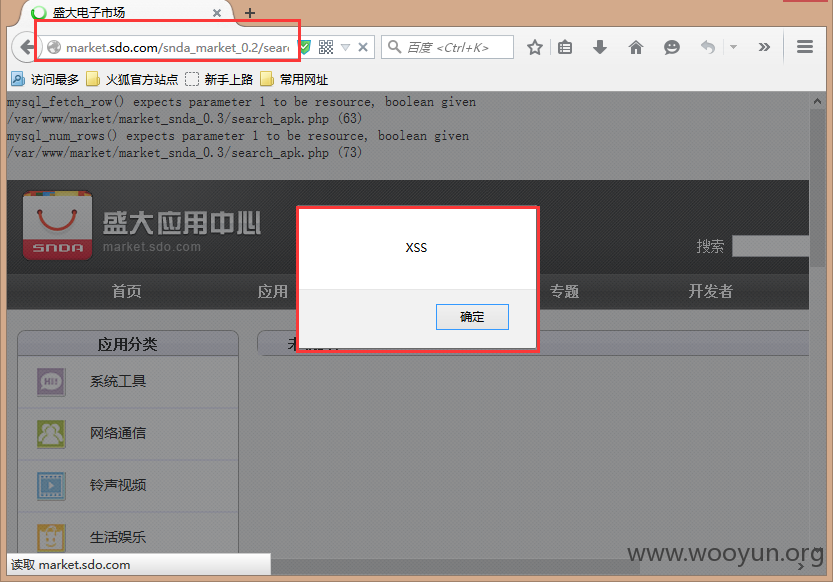 盛大电子市场
market.sdo.com/snda_market_0.2/sear
百度 <Ctrl+K>
访问最多 火狐官方站点 新手上路 常用网址
mysql_fetch_row() expects parameter 1 to be resource, boolean given
/var/www/market/market_snda_0.3/search_apk.php (63)
mysql_num_rows() expects parameter 1 to be resource, boolean given
/var/www/market/market_snda_0.3/search_apk.php (73)
SNDA
盛大应用中心
market.sdo.com
搜索
XSS
确定
首页 应用 专题 开发者
应用分类
系统工具
Hi!
网络通信
铃声视频
生活娱乐
读取 market.sdo.com
www.wooyun.org